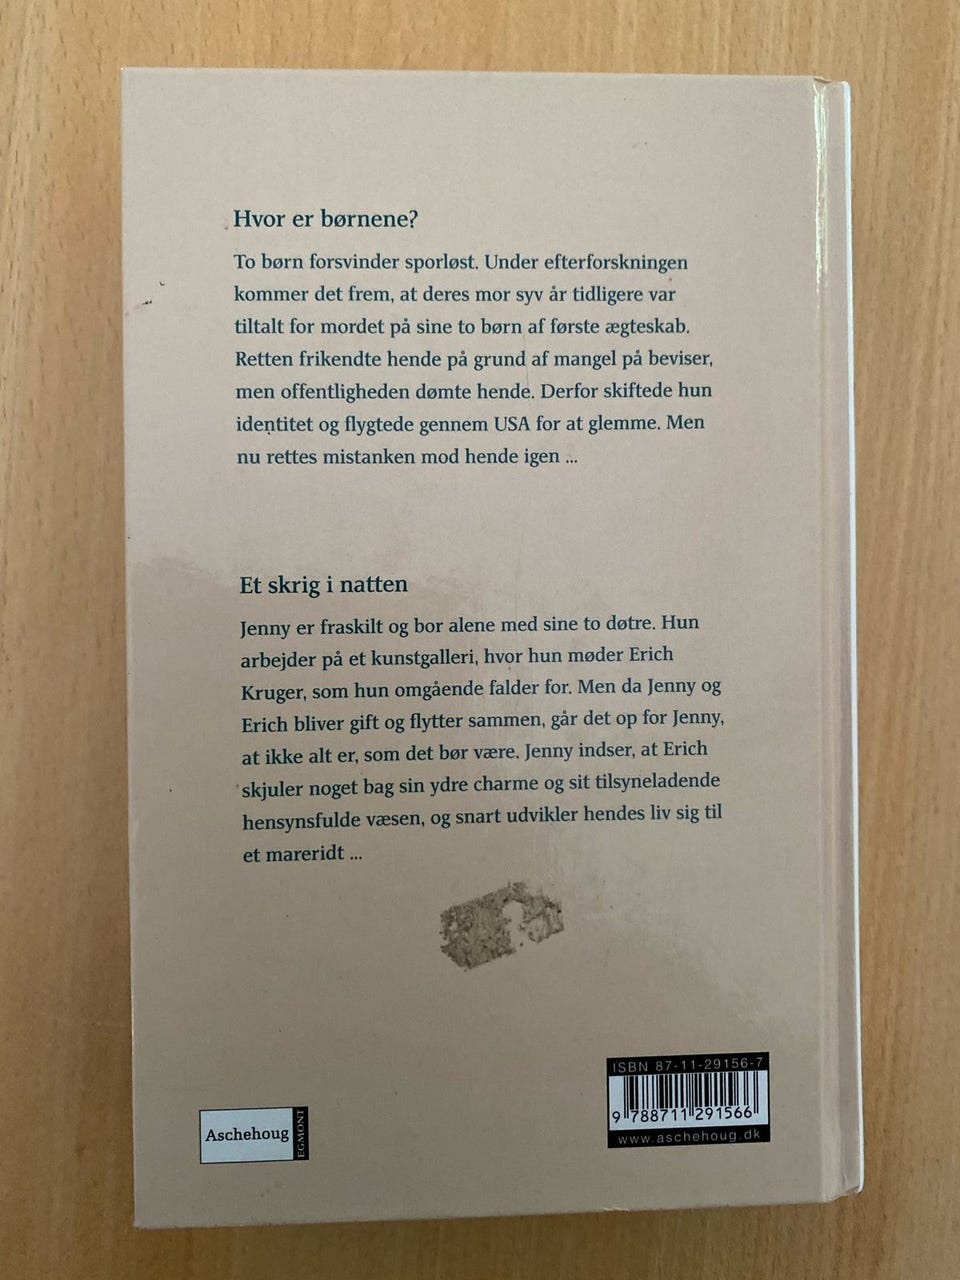 Hvor er børnene?
To børn forsvinder sporløst. Under efterforskningen
kommer det frem, at deres mor syv år tidligere var
tiltalt for mordet på sine to børn af første ægteskab.
Retten frikendte hende på grund af mangel på beviser,
men offentligheden dømte hende. Derfor skiftede hun
identitet og flygtede gennem USA for at glemme. Men
nu rettes mistanken mod hende igen ...
Et skrig i natten
Jenny er fraskilt og bor alene med sine to døtre. Hun
arbejder på et kunstgalleri, hvor hun møder Erich
Kruger, som hun omgående falder for. Men da Jenny og
Erich bliver gift og flytter sammen, går det op for Jenny,
at ikke alt er, som det bør være. Jenny indser, at Erich
skjuler noget bag sin ydre charme og sit tilsyneladende
hensynsfulde væsen, og snart udvikler hendes liv sig til
et mareridt ...
ISBN 87-11-29156-7
9 788711 291566
www.aschehoug.dk
Aschehoug
EGMONT